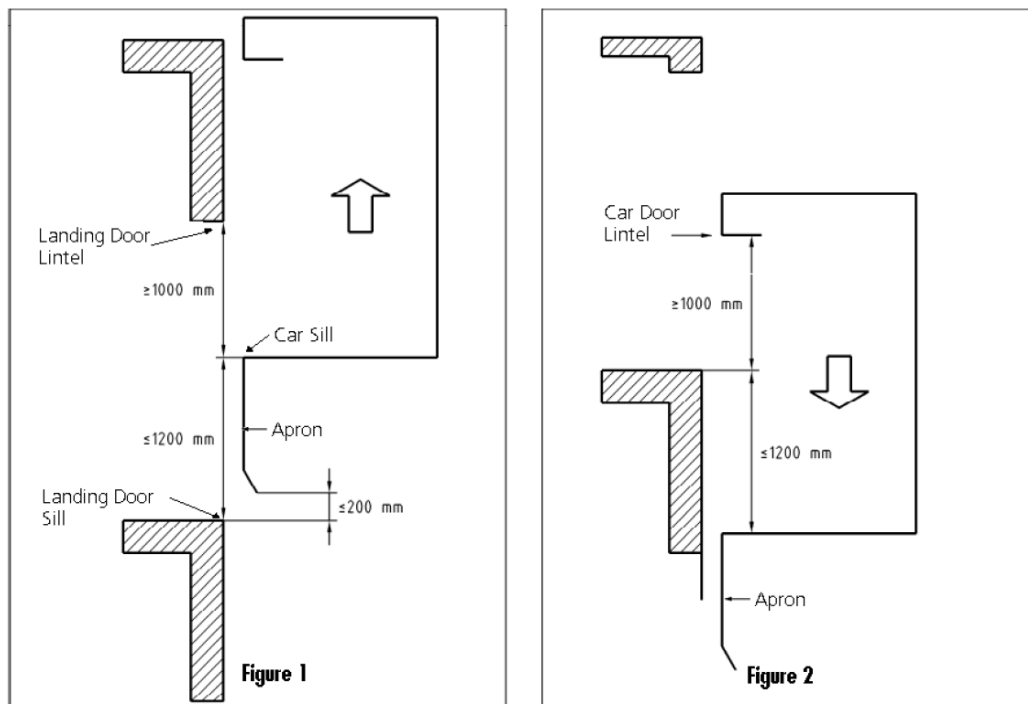 Landing Door
Lintel
≥1000 mm
Car Sill
≤1200 mm
Apron
Landing Door
Sill
≤200 mm
Figure 1
Car Door
Lintel
≥1000 mm
≤1200 mm
Apron
Figure 2